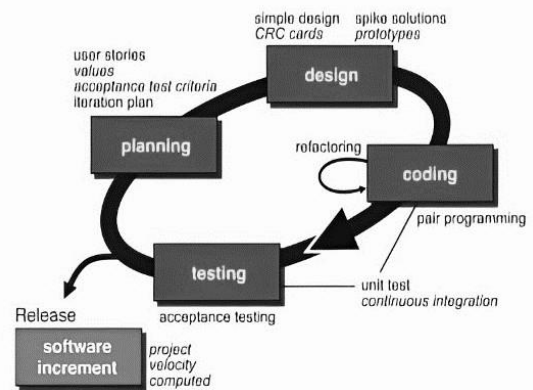 simple design
CRC cards
spike solutions
prototypes
user stories
values
acceptance test criteria
iteration plan
design
planning
refactoring
coding
pair programming
testing
unit test
continuous integration
acceptance testing
Release
software
increment
project
velocity
computed